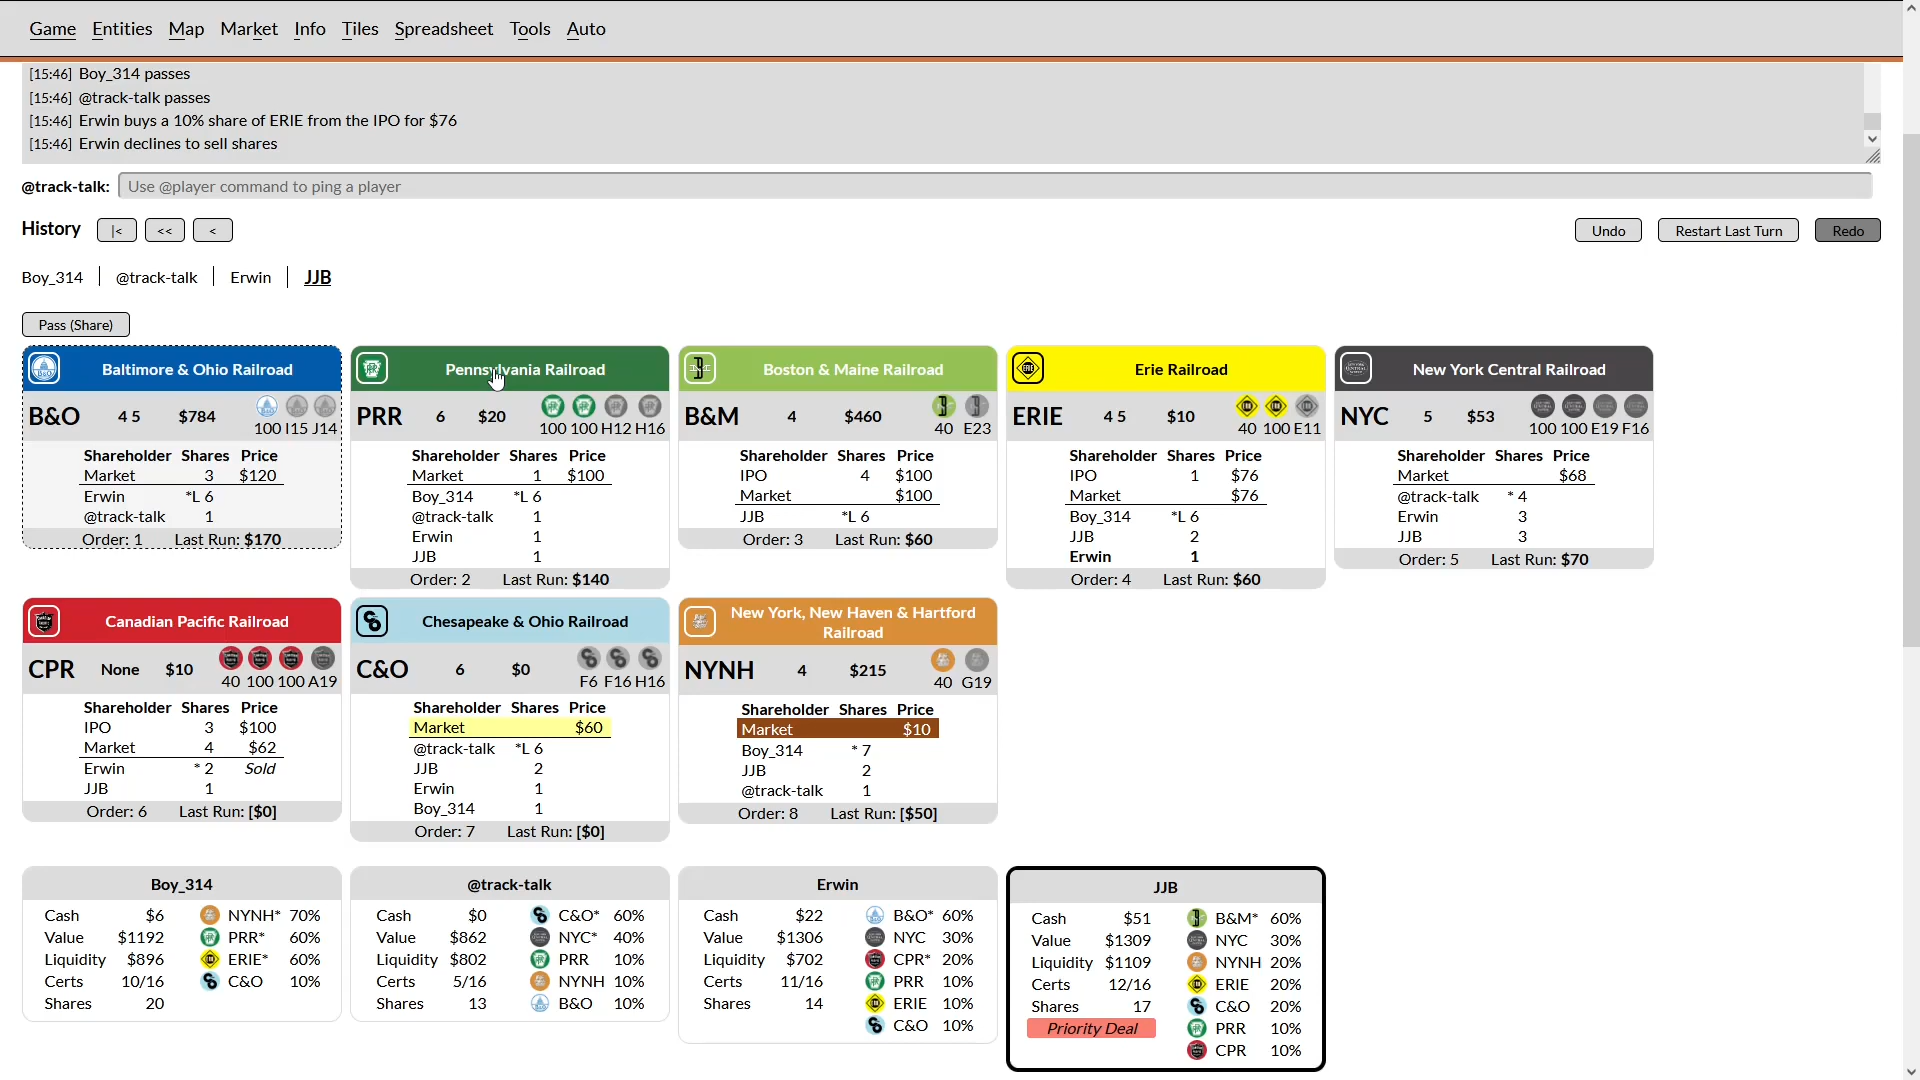 Game Entities Map Market Info Tiles Spreadsheet Tools Auto
[15:46] Boy_314 passes
[15:46] @track-talk passes
[15:46] Erwin buys a 10% share of ERIE from the IPO for $76
[15:46] Erwin declines to sell shares
@track-talk: Use @player command to ping a player
History |< << < Undo Restart Last Turn Redo
Boy_314 @track-talk Erwin JJB
Pass (Share)
Baltimore & Ohio Railroad
B&O 4 5 $784 100 I15 J14
Shareholder Shares Price
Market 3 $120
Erwin *L 6
@track-talk 1
Order: 1 Last Run: $170
Pennsylvania Railroad
PRR 6 $20 100 100 H12 H16
Shareholder Shares Price
Market 1 $100
Boy_314 *L 6
@track-talk 1
Erwin 1
JJB 1
Order: 2 Last Run: $140
Boston & Maine Railroad
B&M 4 $460 40 E23
Shareholder Shares Price
IPO 4 $100
Market $100
JJB *L 6
Order: 3 Last Run: $60
Erie Railroad
ERIE 4 5 $10 40 100 E11
Shareholder Shares Price
IPO 1 $76
Market $76
Boy_314 *L 6
JJB 2
Erwin 1
Order: 4 Last Run: $60
New York Central Railroad
NYC 5 $53 100 100 E19 F16
Shareholder Shares Price
Market $68
@track-talk * 4
Erwin 3
JJB 3
Order: 5 Last Run: $70
Canadian Pacific Railroad
CPR None $10 40 100 100 A19
Shareholder Shares Price
IPO 3 $100
Market 4 $62
Erwin * 2 Sold
JJB 1
Order: 6 Last Run: [$0]
Chesapeake & Ohio Railroad
C&O 6 $0 F6 F16 H16
Shareholder Shares Price
Market $60
@track-talk *L 6
JJB 2
Erwin 1
Boy_314 1
Order: 7 Last Run: [$0]
New York, New Haven & Hartford
Railroad
NYNH 4 $215 40 G19
Shareholder Shares Price
Market $10
Boy_314 * 7
JJB 2
@track-talk 1
Order: 8 Last Run: [$50]
Boy_314
Cash $6 NYNH* 70%
Value $1192 PRR* 60%
Liquidity $896 ERIE* 60%
Certs 10/16 C&O 10%
Shares 20
@track-talk
Cash $0 C&O* 60%
Value $862 NYC* 40%
Liquidity $802 PRR 10%
Certs 5/16 NYNH 10%
Shares 13 B&O 10%
Erwin
Cash $22 B&O* 60%
Value $1306 NYC 30%
Liquidity $702 CPR* 20%
Certs 11/16 PRR 10%
Shares 14 ERIE 10%
C&O 10%
JJB
Cash $51 B&M* 60%
Value $1309 NYC 30%
Liquidity $1109 NYNH 20%
Certs 12/16 ERIE 20%
Shares 17 C&O 20%
Priority Deal PRR 10%
CPR 10%